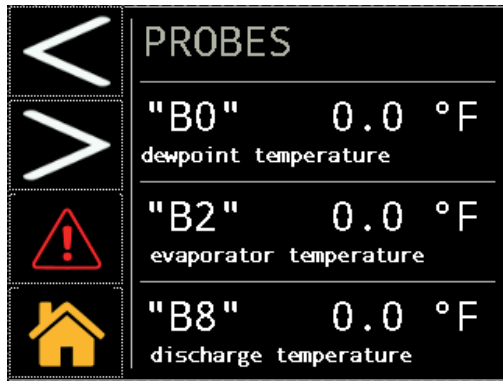 PROBES
"B0" 0.0 °F
dewpoint temperature
"B2" 0.0 °F
evaporator temperature
"B8" 0.0 °F
discharge temperature